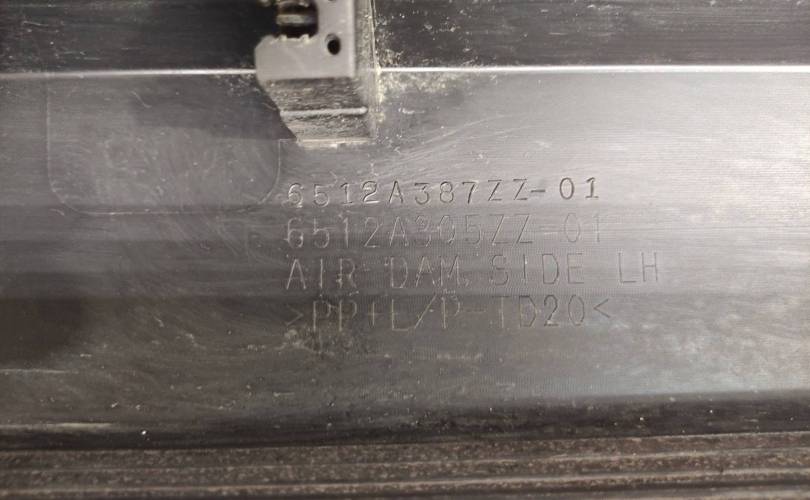 6512A387ZZ-01
6512A305ZZ-01
AIR DAM, SIDE LH
>PP+E/P-TD20<